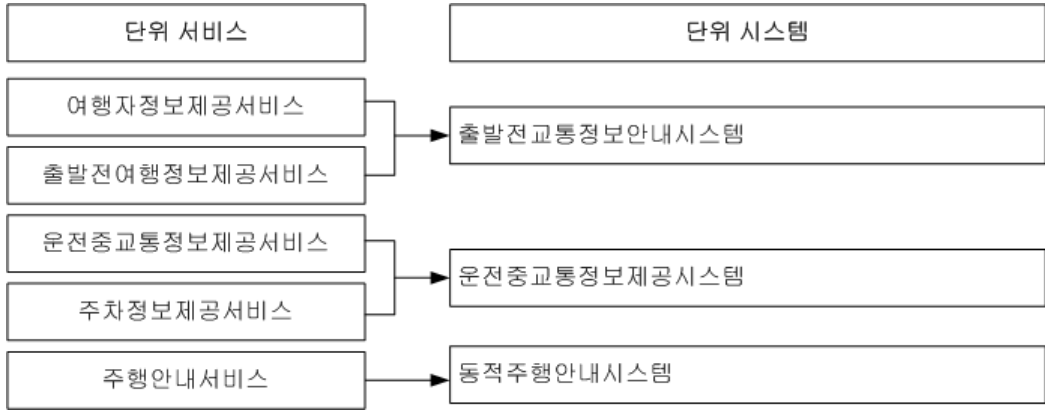 단위 서비스
단위 시스템
여행자정보제공서비스
출발전여행정보제공서비스
출발전교통정보안내시스템
운전중교통정보제공서비스
주차정보제공서비스
운전중교통정보제공시스템
주행안내서비스
동적주행안내시스템